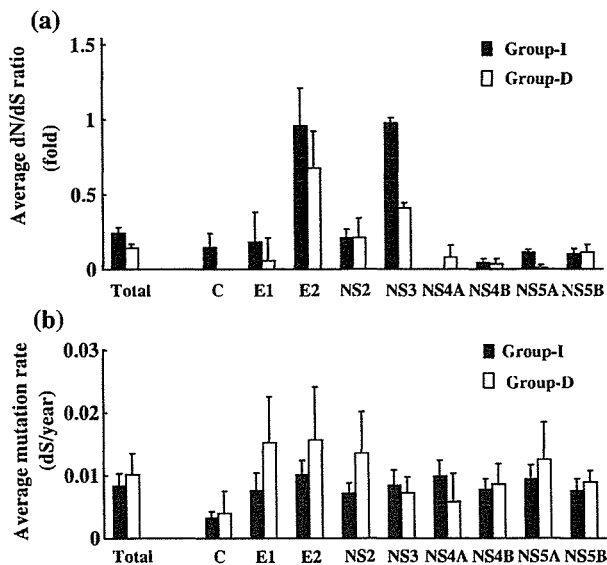 (a)
Average dN/dS ratio
(fold)
1.5
1
0.5
0
Group-I
Group-D
Total C E1 E2 NS2 NS3 NS4A NS4B NS5A NS5B
(b)
Average mutation rate
(dS/year)
0.03
0.02
0.01
0
Group-I
Group-D
Total C E1 E2 NS2 NS3 NS4A NS4B NS5A NS5B